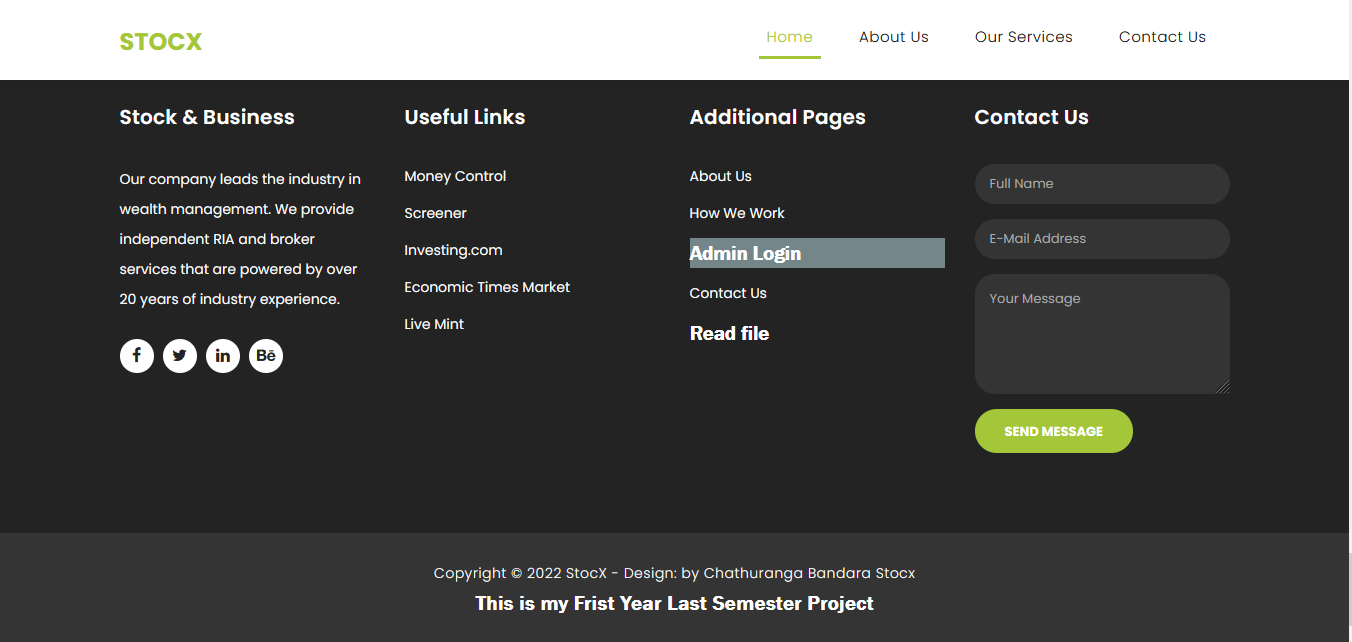 STOCX
Home
About Us
Our Services
Contact Us
Stock & Business
Our company leads the industry in
wealth management. We provide
independent RIA and broker
services that are powered by over
20 years of industry experience.
Useful Links
Money Control
Screener
Investing.com
Economic Times Market
Live Mint
Additional Pages
About Us
How We Work
Admin Login
Contact Us
Read file
Contact Us
Full Name
E-Mail Address
Your Message
SEND MESSAGE
Copyright © 2022 StocX - Design: by Chathuranga Bandara Stocx
This is my Frist Year Last Semester Project